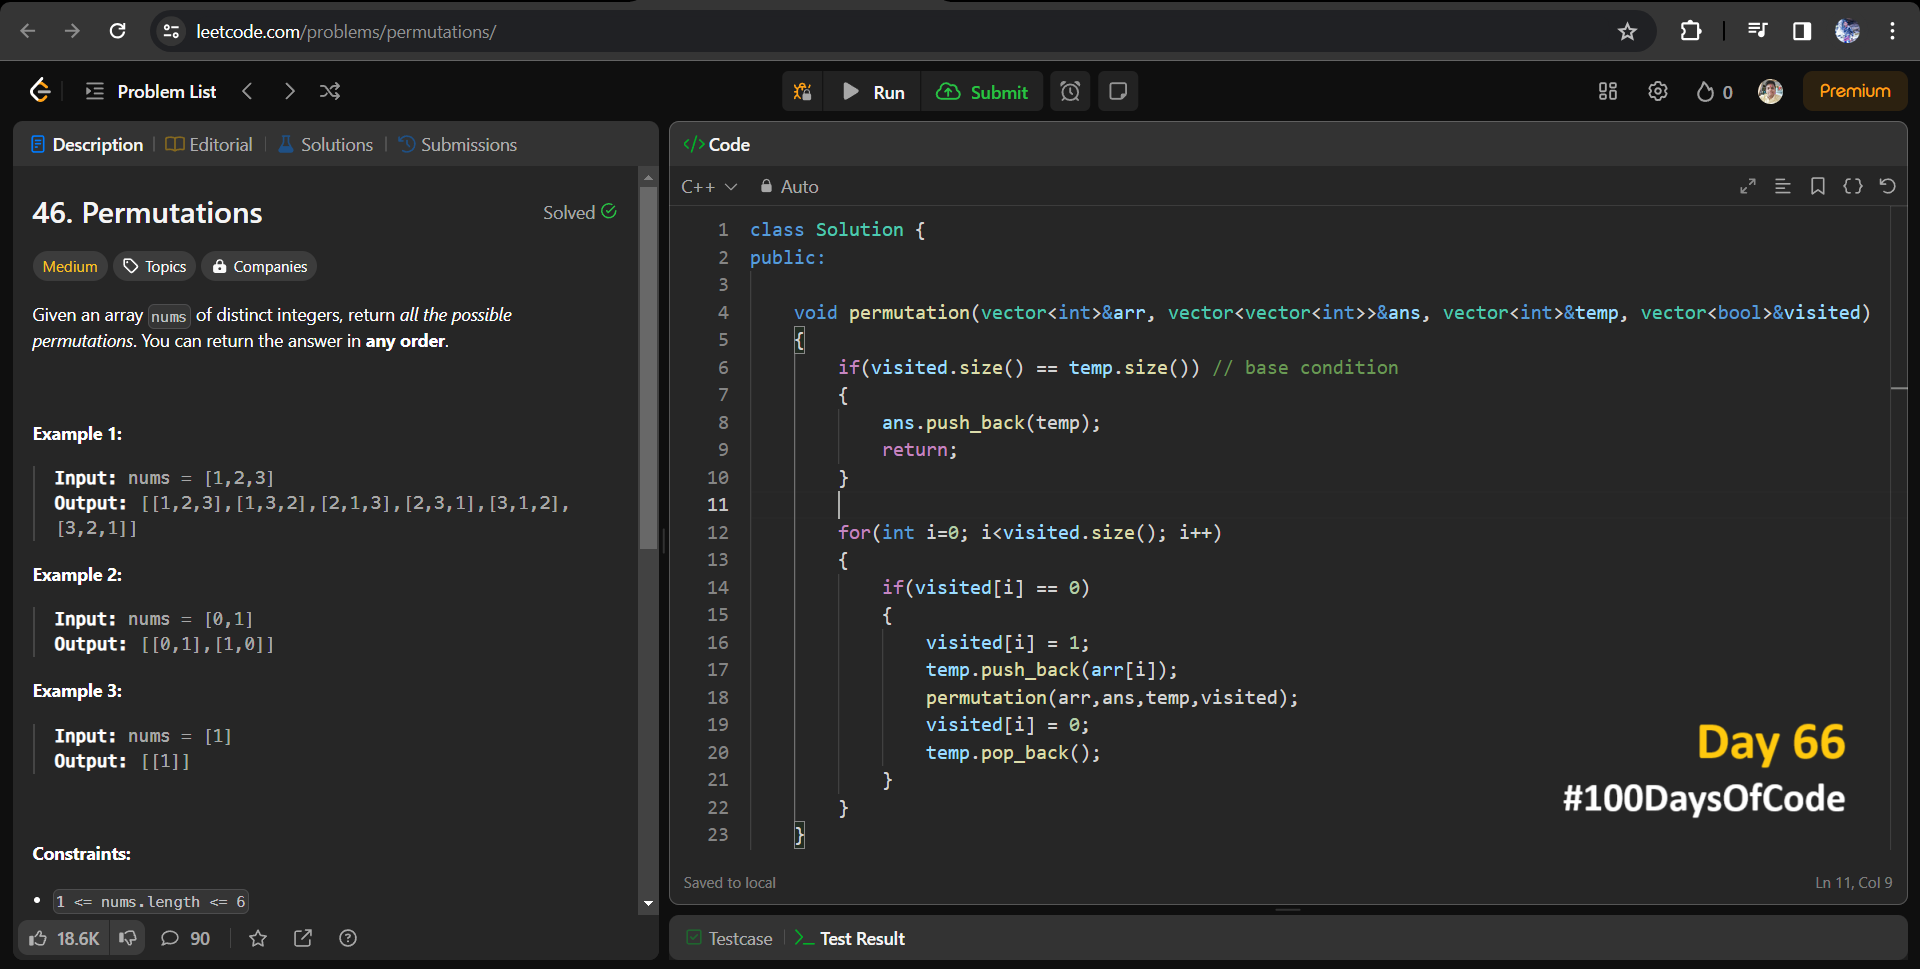 leetcode.com/problems/permutations/
Problem List
Run
Submit
0
Premium
Description
Editorial
Solutions
Submissions
46. Permutations
Solved
Medium
Topics
Companies
Given an array nums of distinct integers, return all the possible
permutations. You can return the answer in any order.
Example 1:
Input: nums = [1,2,3]
Output: [[1,2,3],[1,3,2],[2,1,3],[2,3,1],[3,1,2],
[3,2,1]]
Example 2:
Input: nums = [0,1]
Output: [[0,1],[1,0]]
Example 3:
Input: nums = [1]
Output: [[1]]
Constraints:
• 1 <= nums.length <= 6
18.6K
90
</> Code
C++
Auto
1 class Solution {
2 public:
3
4 void permutation(vector<int>&arr, vector<vector<int>>&ans, vector<int>&temp, vector<bool>&visited)
5 {
6 if(visited.size() == temp.size()) // base condition
7 {
8 ans.push_back(temp);
9 return;
10 }
11
12 for(int i=0; i<visited.size(); i++)
13 {
14 if(visited[i] == 0)
15 {
16 visited[i] = 1;
17 temp.push_back(arr[i]);
18 permutation(arr,ans,temp,visited);
19 visited[i] = 0;
20 temp.pop_back();
21 }
22 }
23 }
Day 66
#100DaysOfCode
Saved to local
Ln 11, Col 9
Testcase
Test Result